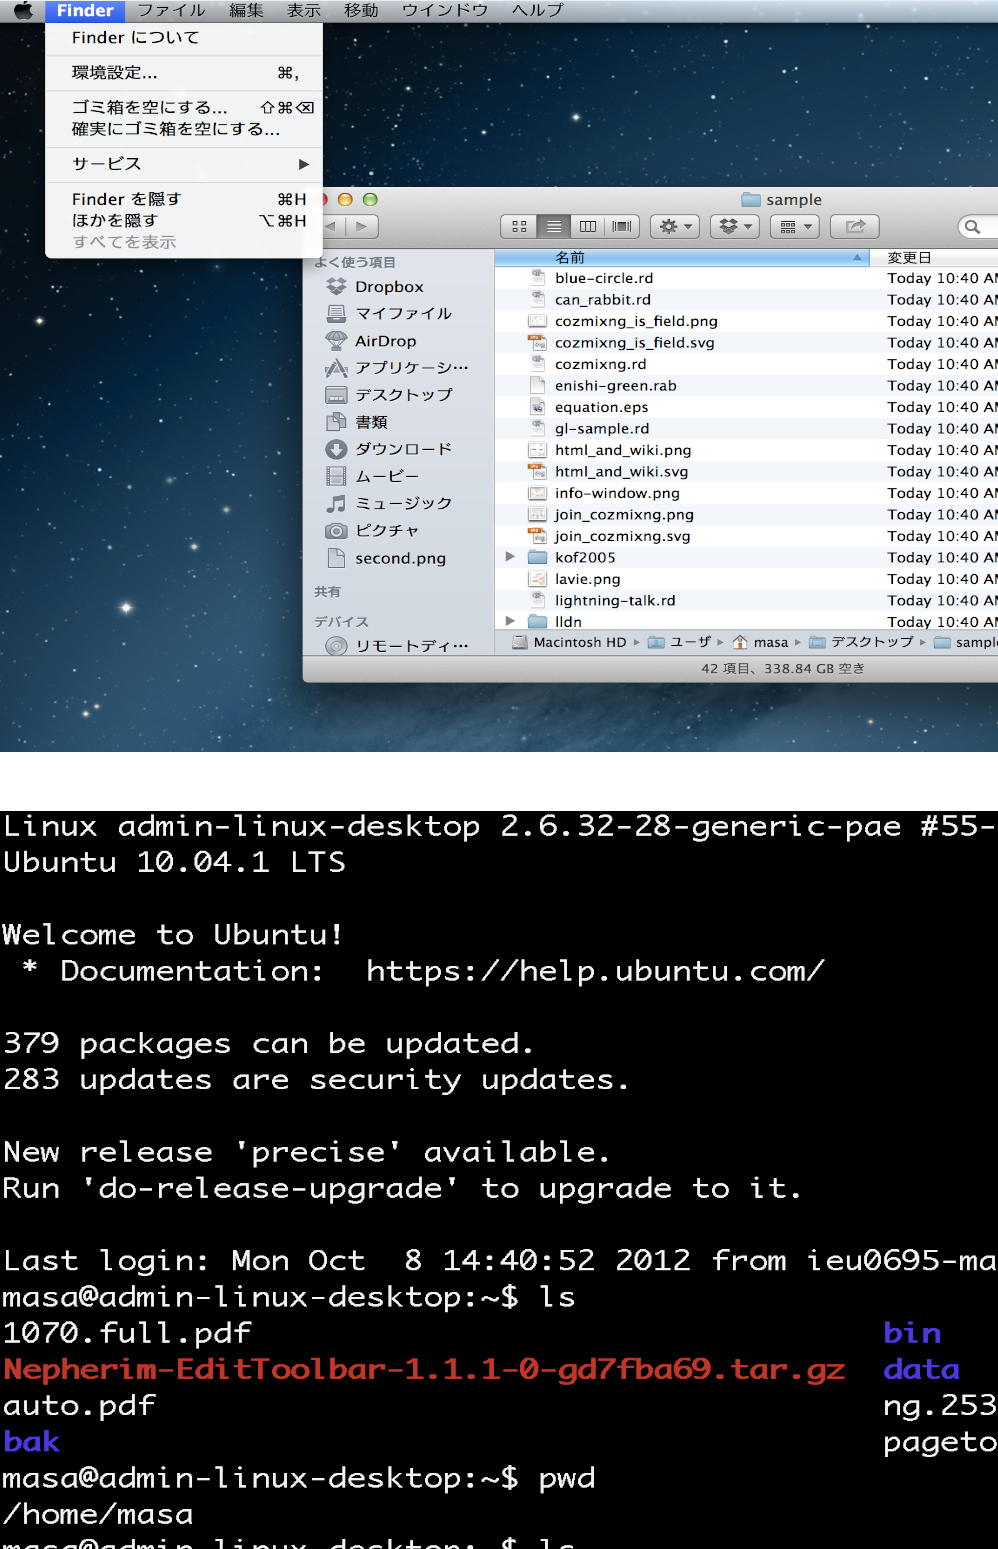 Finder ファイル 編集 表示 移動 ウインドウ ヘルプ
Finder について
環境設定... ⌘,
ゴミ箱を空にする... ⇧⌘⌫
確実にゴミ箱を空にする...
サービス ▶
Finder を隠す ⌘H
ほかを隠す ⌥⌘H
すべてを表示
sample
よく使う項目
Dropbox
マイファイル
AirDrop
アプリケーシ…
デスクトップ
書類
ダウンロード
ムービー
ミュージック
ピクチャ
second.png
共有
デバイス
リモートディ…
名前 変更日
blue-circle.rd Today 10:40 AM
can_rabbit.rd Today 10:40 AM
cozmixng_is_field.png Today 10:40 AM
cozmixng_is_field.svg Today 10:40 AM
cozmixng.rd Today 10:40 AM
enishi-green.rab Today 10:40 AM
equation.eps Today 10:40 AM
gl-sample.rd Today 10:40 AM
html_and_wiki.png Today 10:40 AM
html_and_wiki.svg Today 10:40 AM
info-window.png Today 10:40 AM
join_cozmixng.png Today 10:40 AM
join_cozmixng.svg Today 10:40 AM
kof2005 Today 10:40 AM
lavie.png Today 10:40 AM
lightning-talk.rd Today 10:40 AM
lldn Today 10:40 AM
Macintosh HD ▸ ユーザ ▸ masa ▸ デスクトップ ▸ sample
42 項目、338.84 GB 空き
Linux admin-linux-desktop 2.6.32-28-generic-pae #55-
Ubuntu 10.04.1 LTS
Welcome to Ubuntu!
* Documentation: https://help.ubuntu.com/
379 packages can be updated.
283 updates are security updates.
New release 'precise' available.
Run 'do-release-upgrade' to upgrade to it.
Last login: Mon Oct 8 14:40:52 2012 from ieu0695-ma
masa@admin-linux-desktop:~$ ls
1070.full.pdf bin
Nepherim-EditToolbar-1.1.1-0-gd7fba69.tar.gz data
auto.pdf ng.253
bak pageto
masa@admin-linux-desktop:~$ pwd
/home/masa
masa@admin-linux-desktop:~$ ls